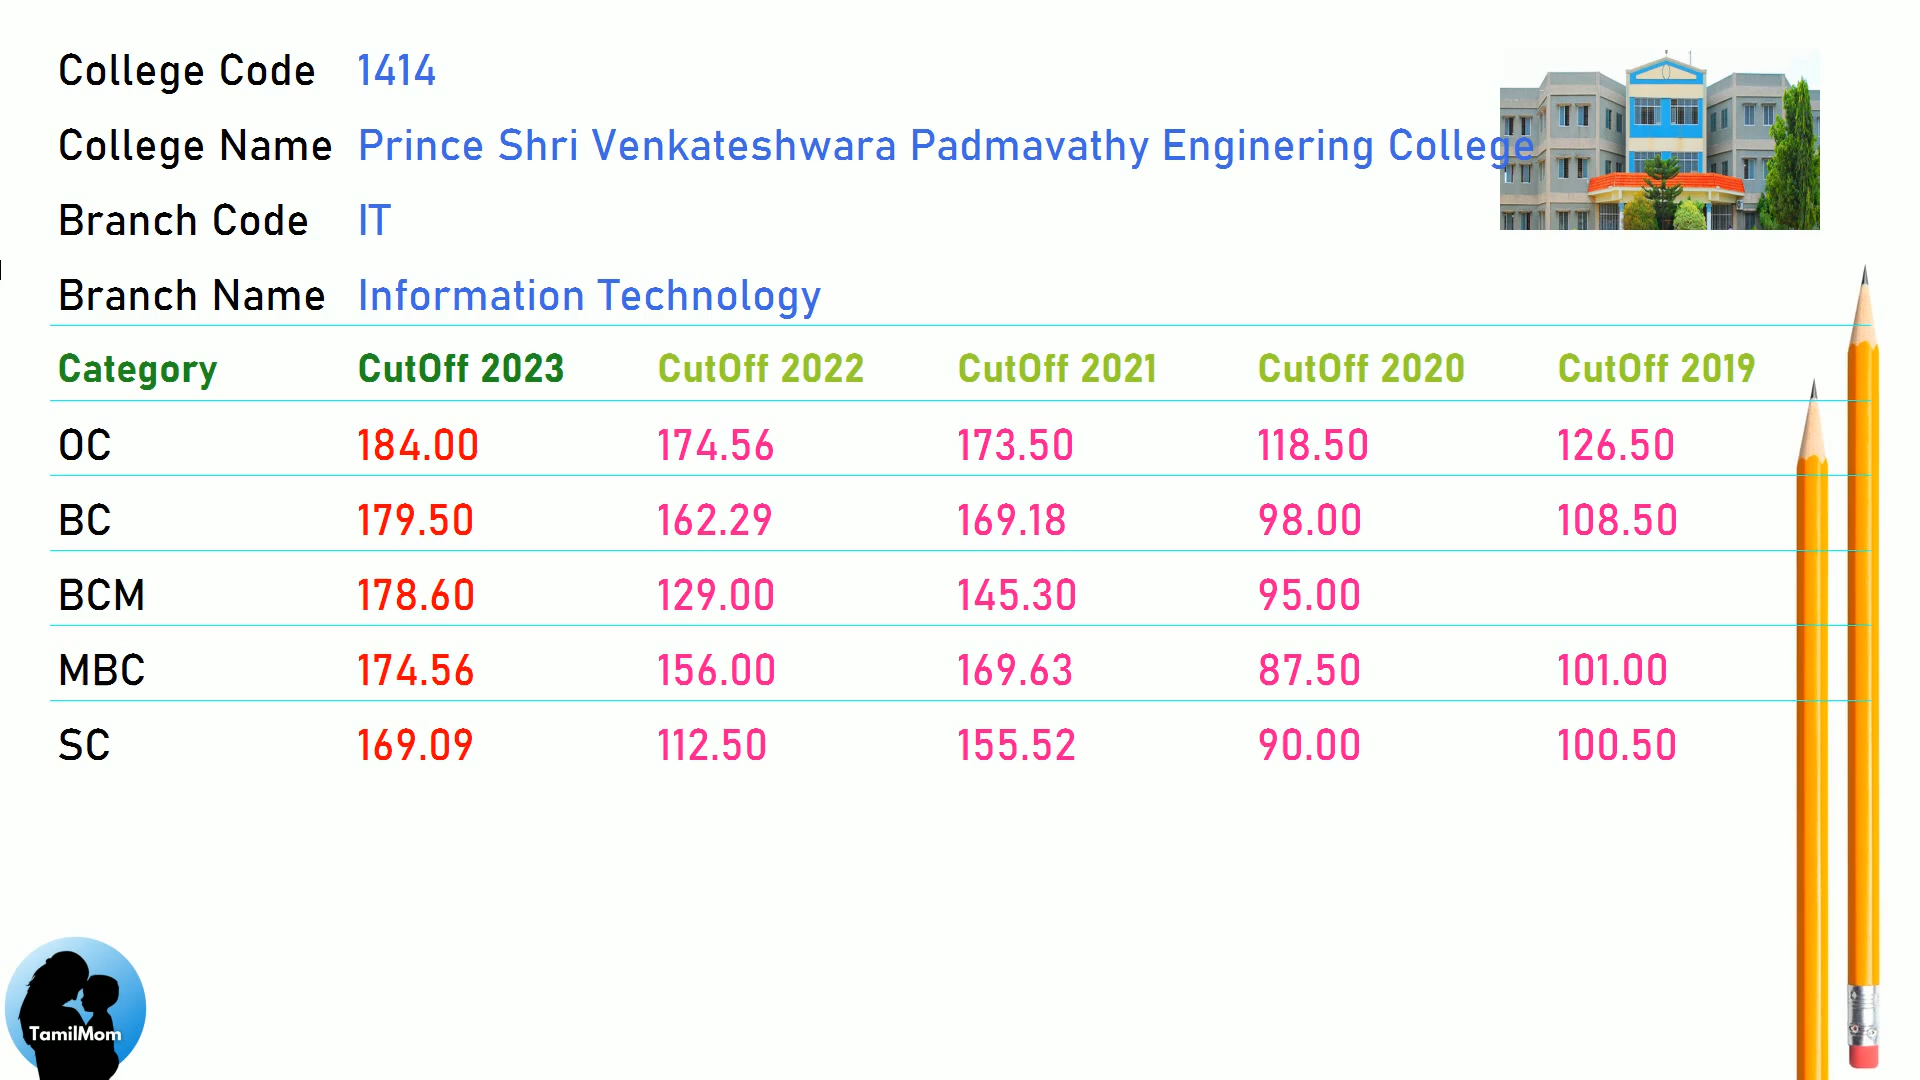 College Code 1414
College Name Prince Shri Venkateshwara Padmavathy Enginering College
Branch Code IT
Branch Name Information Technology
Category CutOff 2023 CutOff 2022 CutOff 2021 CutOff 2020 CutOff 2019
OC 184.00 174.56 173.50 118.50 126.50
BC 179.50 162.29 169.18 98.00 108.50
BCM 178.60 129.00 145.30 95.00
MBC 174.56 156.00 169.63 87.50 101.00
SC 169.09 112.50 155.52 90.00 100.50
TamilMom